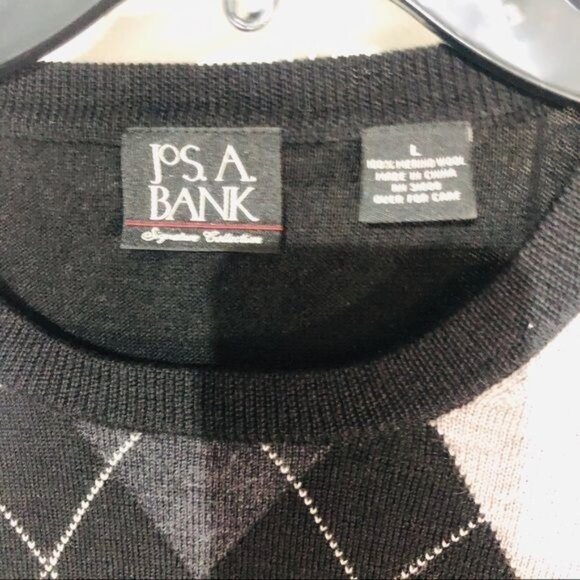 JOS. A.
BANK
Signature Collection
L
100% MERINO WOOL
MADE IN CHINA
OVER FOR CARE